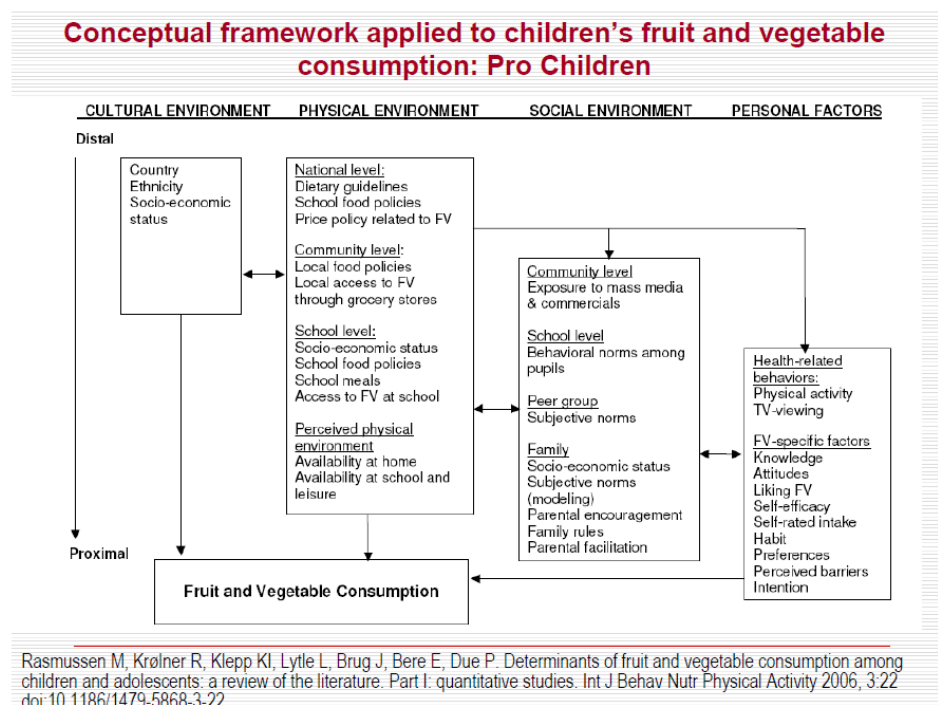 Conceptual framework applied to children's fruit and vegetable
consumption: Pro Children
CULTURAL ENVIRONMENT
PHYSICAL ENVIRONMENT
SOCIAL ENVIRONMENT
PERSONAL FACTORS
Distal
Country
Ethnicity
Socio-economic
status
National level:
Dietary guidelines
School food policies
Price policy related to FV
Community level:
Local food policies
Local access to FV
through grocery stores
School level:
Socio-economic status
School food policies
School meals
Access to FV at school
Perceived physical
environment
Availability at home
Availability at school and
leisure
Community level
Exposure to mass media
& commercials
School level
Behavioral norms among
pupils
Peer group
Subjective norms
Family
Socio-economic status
Subjective norms
(modeling)
Parental encouragement
Family rules
Parental facilitation
Health-related
behaviors:
Physical activity
TV-viewing
FV-specific factors
Knowledge
Attitudes
Liking FV
Self-efficacy
Self-rated intake
Habit
Preferences
Perceived barriers
Intention
Proximal
Fruit and Vegetable Consumption
Rasmussen M, Krølner R, Klepp KI, Lytle L, Brug J, Bere E, Due P. Determinants of fruit and vegetable consumption among
children and adolescents: a review of the literature. Part I: quantitative studies. Int J Behav Nutr Physical Activity 2006, 3:22
doi:10.1186/1479-5868-3-22